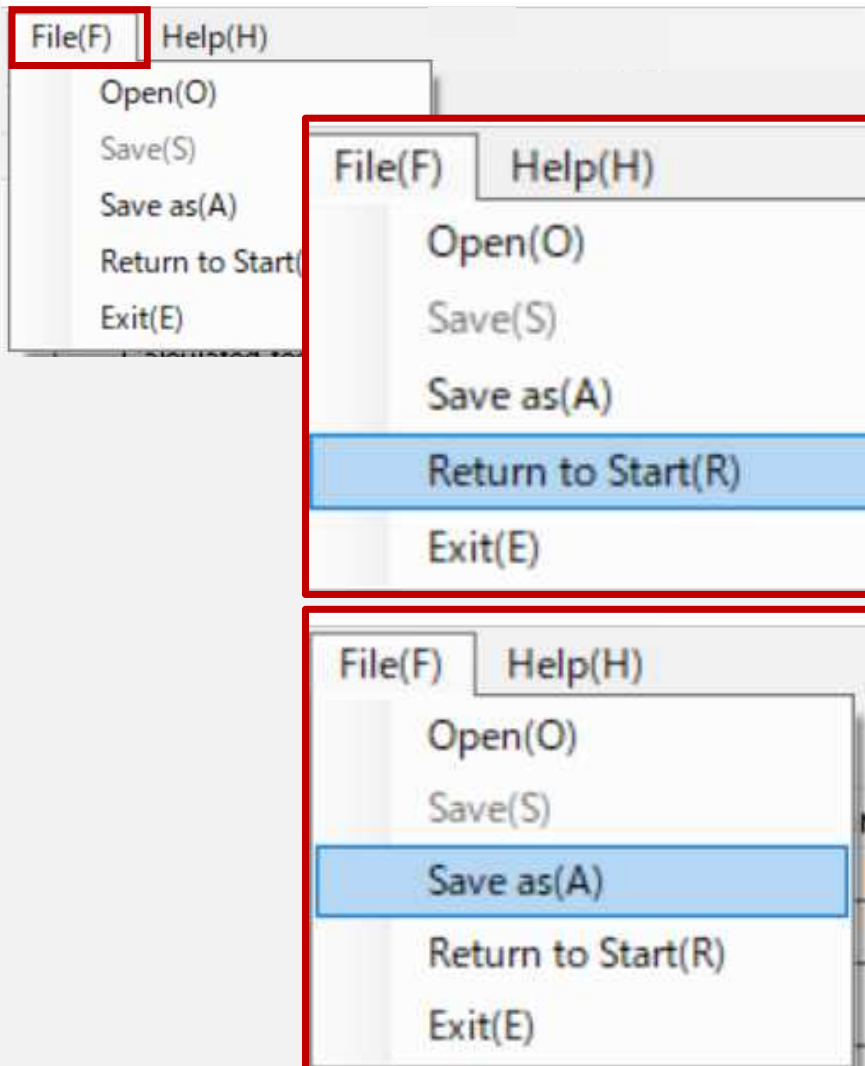 File(F) Help(H)
Open(O)
Save(S)
Save as(A)
Return to Start(
Exit(E)
File(F) Help(H)
Open(O)
Save(S)
Save as(A)
Return to Start(R)
Exit(E)
File(F) Help(H)
Open(O)
Save(S)
Save as(A)
Return to Start(R)
Exit(E)